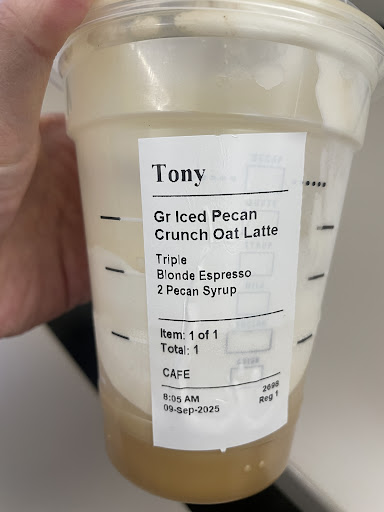 Tony
Gr Iced Pecan
Crunch Oat Latte
Triple
Blonde Espresso
2 Pecan Syrup
Item: 1 of 1
Total: 1
CAFE
8:05 AM
2698
09-Sep-2025
Reg 1